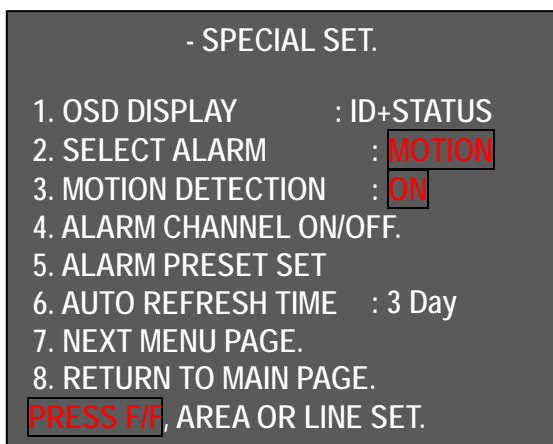 - SPECIAL SET.
1. OSD DISPLAY : ID+STATUS
2. SELECT ALARM : MOTION
3. MOTION DETECTION : ON
4. ALARM CHANNEL ON/OFF.
5. ALARM PRESET SET
6. AUTO REFRESH TIME : 3 Day
7. NEXT MENU PAGE.
8. RETURN TO MAIN PAGE.
PRESS F/F, AREA OR LINE SET.